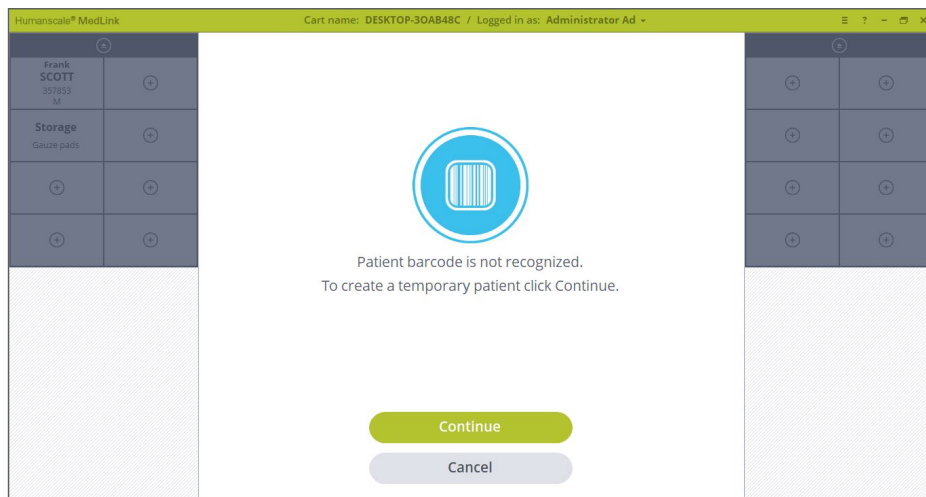 Humanscale® MedLink
Cart name: DESKTOP-3OAB48C / Logged in as: Administrator Ad
Frank
SCOTT
357853
M
Storage
Gauze pads
Patient barcode is not recognized.
To create a temporary patient click Continue.
Continue
Cancel